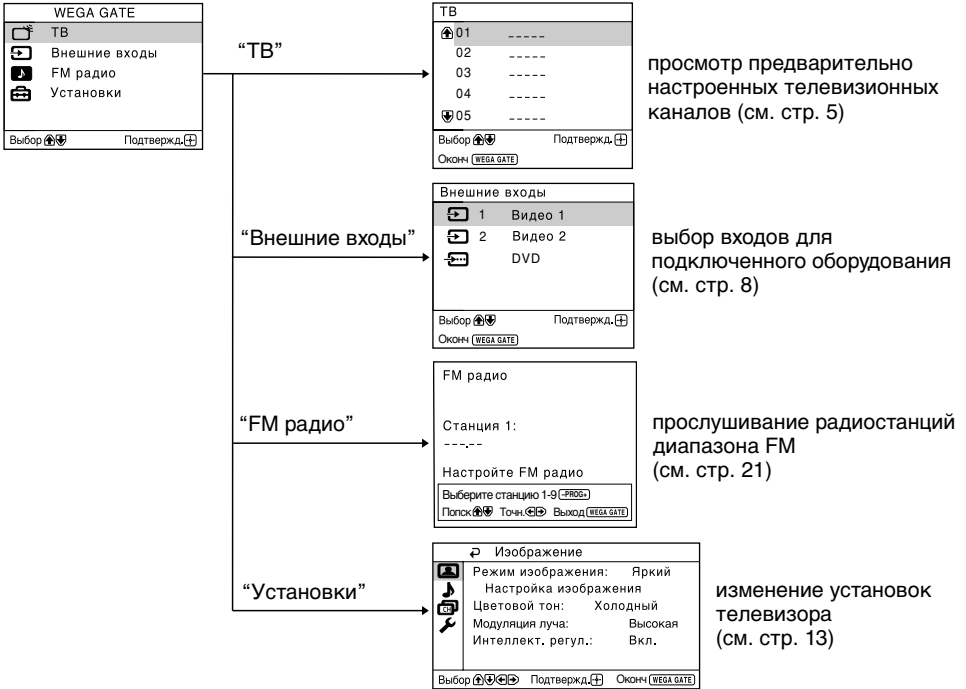 WEGA GATE
ТВ
Внешние входы
FM радио
Установки
Выбор Подтвержд.
“ТВ”
ТВ
01 -----
02 -----
03 -----
04 -----
05 -----
Выбор Подтвержд.
Оконч WEGA GATE
просмотр предварительно
настроенных телевизионных
каналов (см. стр. 5)
“Внешние входы”
Внешние входы
1 Видео 1
2 Видео 2
DVD
Выбор Подтвержд.
Оконч WEGA GATE
выбор входов для
подключенного оборудования
(см. стр. 8)
“FM радио”
FM радио
Станция 1:
---.--
Настройте FM радио
Выберите станцию 1-9 -PROG+
Попск Точн. Выход WEGA GATE
прослушивание радиостанций
диапазона FM
(см. стр. 21)
“Установки”
Изображение
Режим изображения: Яркий
Настройка изображения
CH Цветовой тон: Холодный
Модуляция луча: Высокая
Интеллект. регул.: Вкл.
Выбор Подтвержд. Оконч WEGA GATE
изменение установок
телевизора
(см. стр. 13)